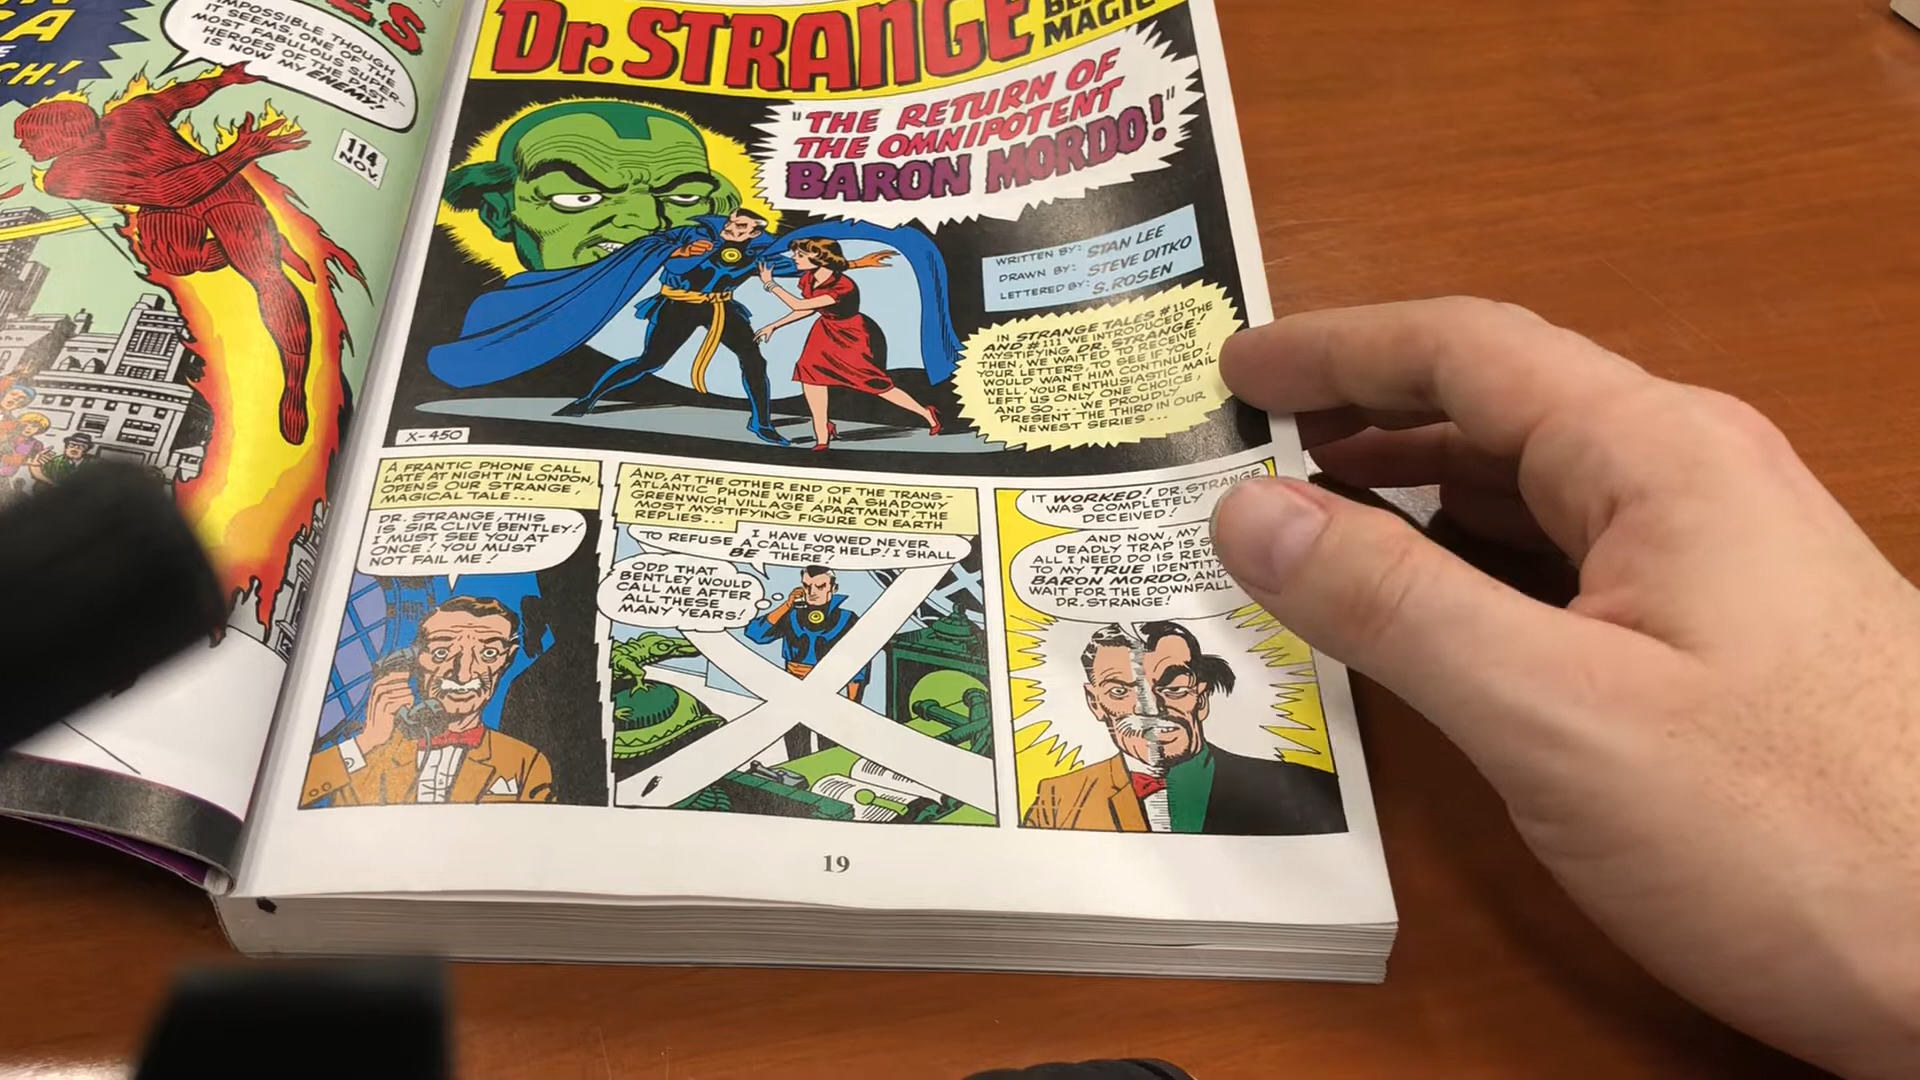 CH!
IMPOSSIBLE THOUGH
IT SEEMS, ONE OF THE
MOST FABULOUS SUPER-
HEROES OF THE PAST
IS NOW MY ENEMY!
114
NOV.
Dr. STRANGE
MAGIC
"THE RETURN OF
THE OMNIPOTENT
BARON MORDO!"
WRITTEN BY: STAN LEE
DRAWN BY: STEVE DITKO
LETTERED BY: S. ROSEN
IN STRANGE TALES #110
AND #111 WE INTRODUCED THE
MYSTIFYING DR. STRANGE!
THEN, WE WAITED TO RECEIVE
YOUR LETTERS, TO SEE IF YOU
WOULD WANT HIM CONTINUED!
WELL, YOUR ENTHUSIASTIC MAIL
LEFT US ONLY ONE CHOICE,
AND SO... WE PROUDLY
PRESENT THE THIRD IN OUR
NEWEST SERIES...
X-450
A FRANTIC PHONE CALL
LATE AT NIGHT IN LONDON,
OPENS OUR STRANGE,
MAGICAL TALE...
DR. STRANGE, THIS
IS SIR CLIVE BENTLEY!
I MUST SEE YOU AT
ONCE! YOU MUST
NOT FAIL ME!
AND, AT THE OTHER END OF THE TRANS-
ATLANTIC PHONE WIRE, IN A SHADOWY
GREENWICH VILLAGE APARTMENT, THE
MOST MYSTIFYING FIGURE ON EARTH
REPLIES...
I HAVE VOWED NEVER
TO REFUSE A CALL FOR HELP! I SHALL
BE THERE!
ODD THAT
BENTLEY WOULD
CALL ME AFTER
ALL THESE
MANY YEARS!
IT WORKED! DR. STRANGE
WAS COMPLETELY
DECEIVED!
AND NOW, MY
DEADLY TRAP IS
ALL I NEED DO IS
TO MY TRUE IDENTITY
BARON MORDO, AND
WAIT FOR THE DOWNFALL
DR. STRANGE!
19